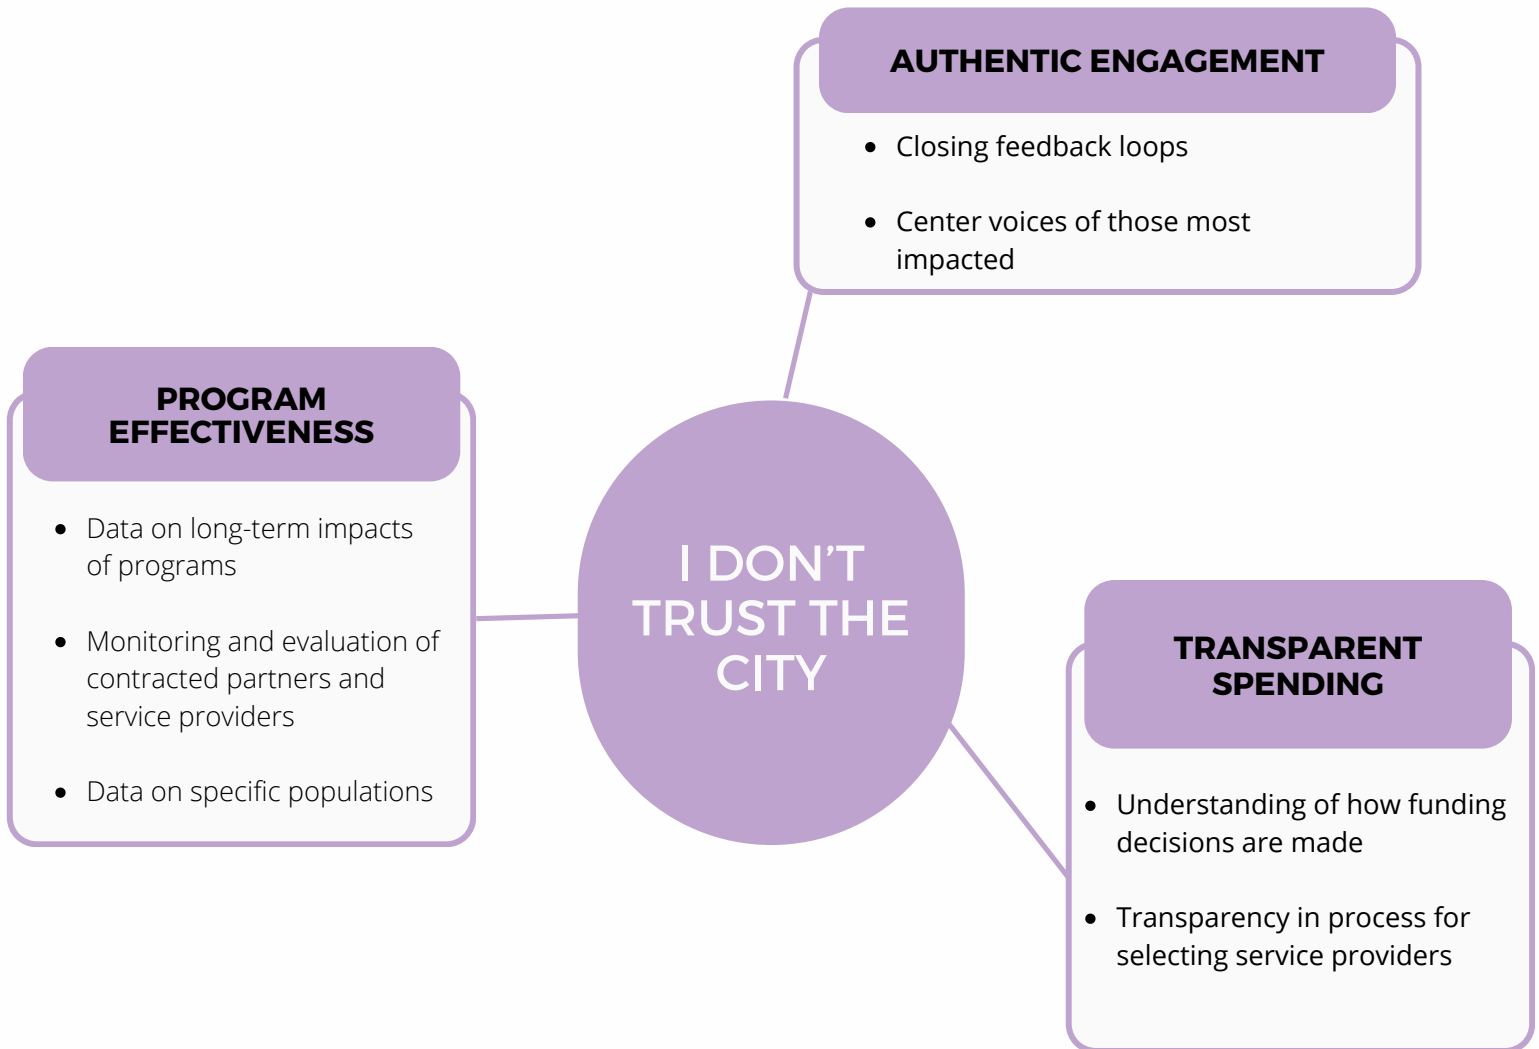 AUTHENTIC ENGAGEMENT
• Closing feedback loops
• Center voices of those most
impacted
PROGRAM
EFFECTIVENESS
• Data on long-term impacts
of programs
• Monitoring and evaluation of
contracted partners and
service providers
• Data on specific populations
I DON'T
TRUST THE
CITY
TRANSPARENT
SPENDING
• Understanding of how funding
decisions are made
• Transparency in process for
selecting service providers